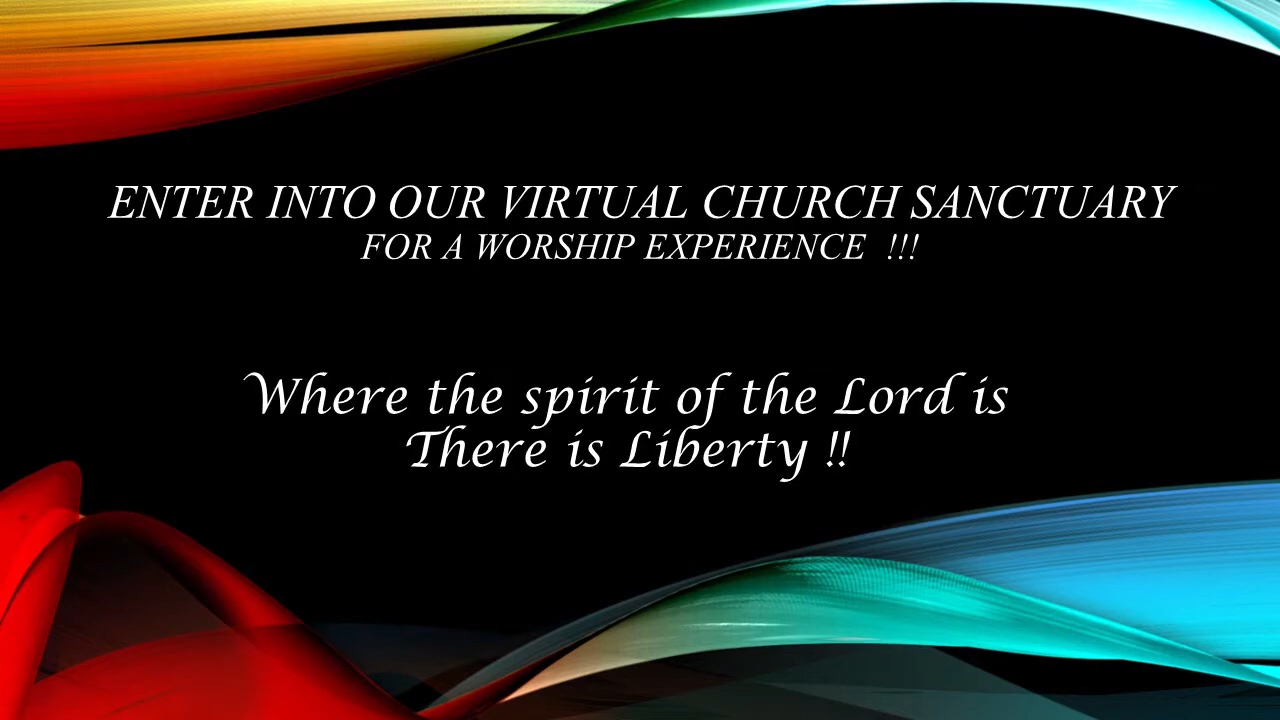 ENTER INTO OUR VIRTUAL CHURCH SANCTUARY
FOR A WORSHIP EXPERIENCE !!!
Where the spirit of the Lord is
There is Liberty !!